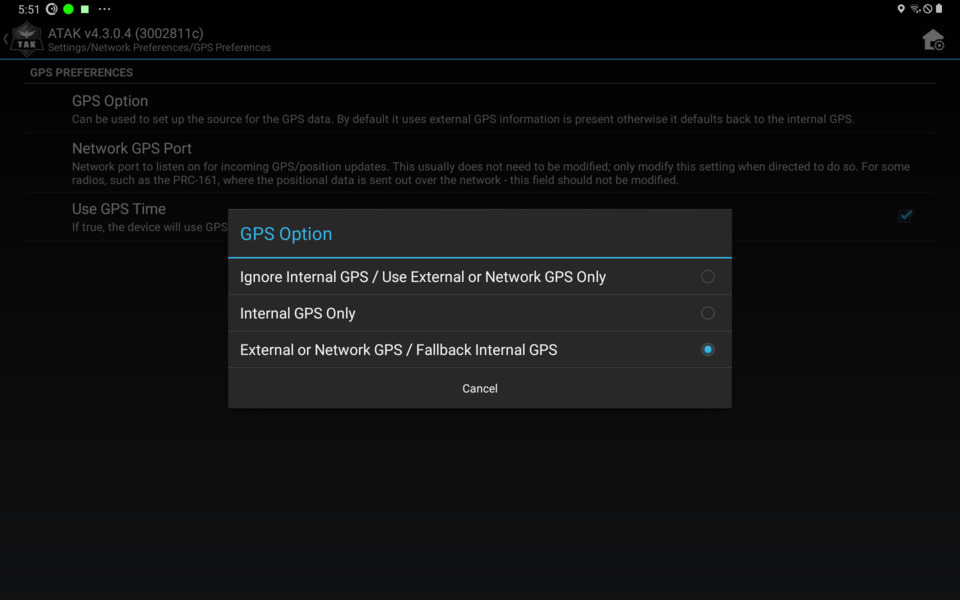 5:51
ATAK v4.3.0.4 (3002811c)
TAK
Settings/Network Preferences/GPS Preferences
GPS PREFERENCES
GPS Option
Can be used to set up the source for the GPS data. By default it uses external GPS information is present otherwise it defaults back to the internal GPS.
Network GPS Port
Network port to listen on for incoming GPS/position updates. This usually does not need to be modified; only modify this setting when directed to do so. For some
radios, such as the PRC-161, where the positional data is sent out over the network - this field should not be modified.
Use GPS Time
If true, the device will use GPS
GPS Option
Ignore Internal GPS / Use External or Network GPS Only
Internal GPS Only
External or Network GPS / Fallback Internal GPS
Cancel